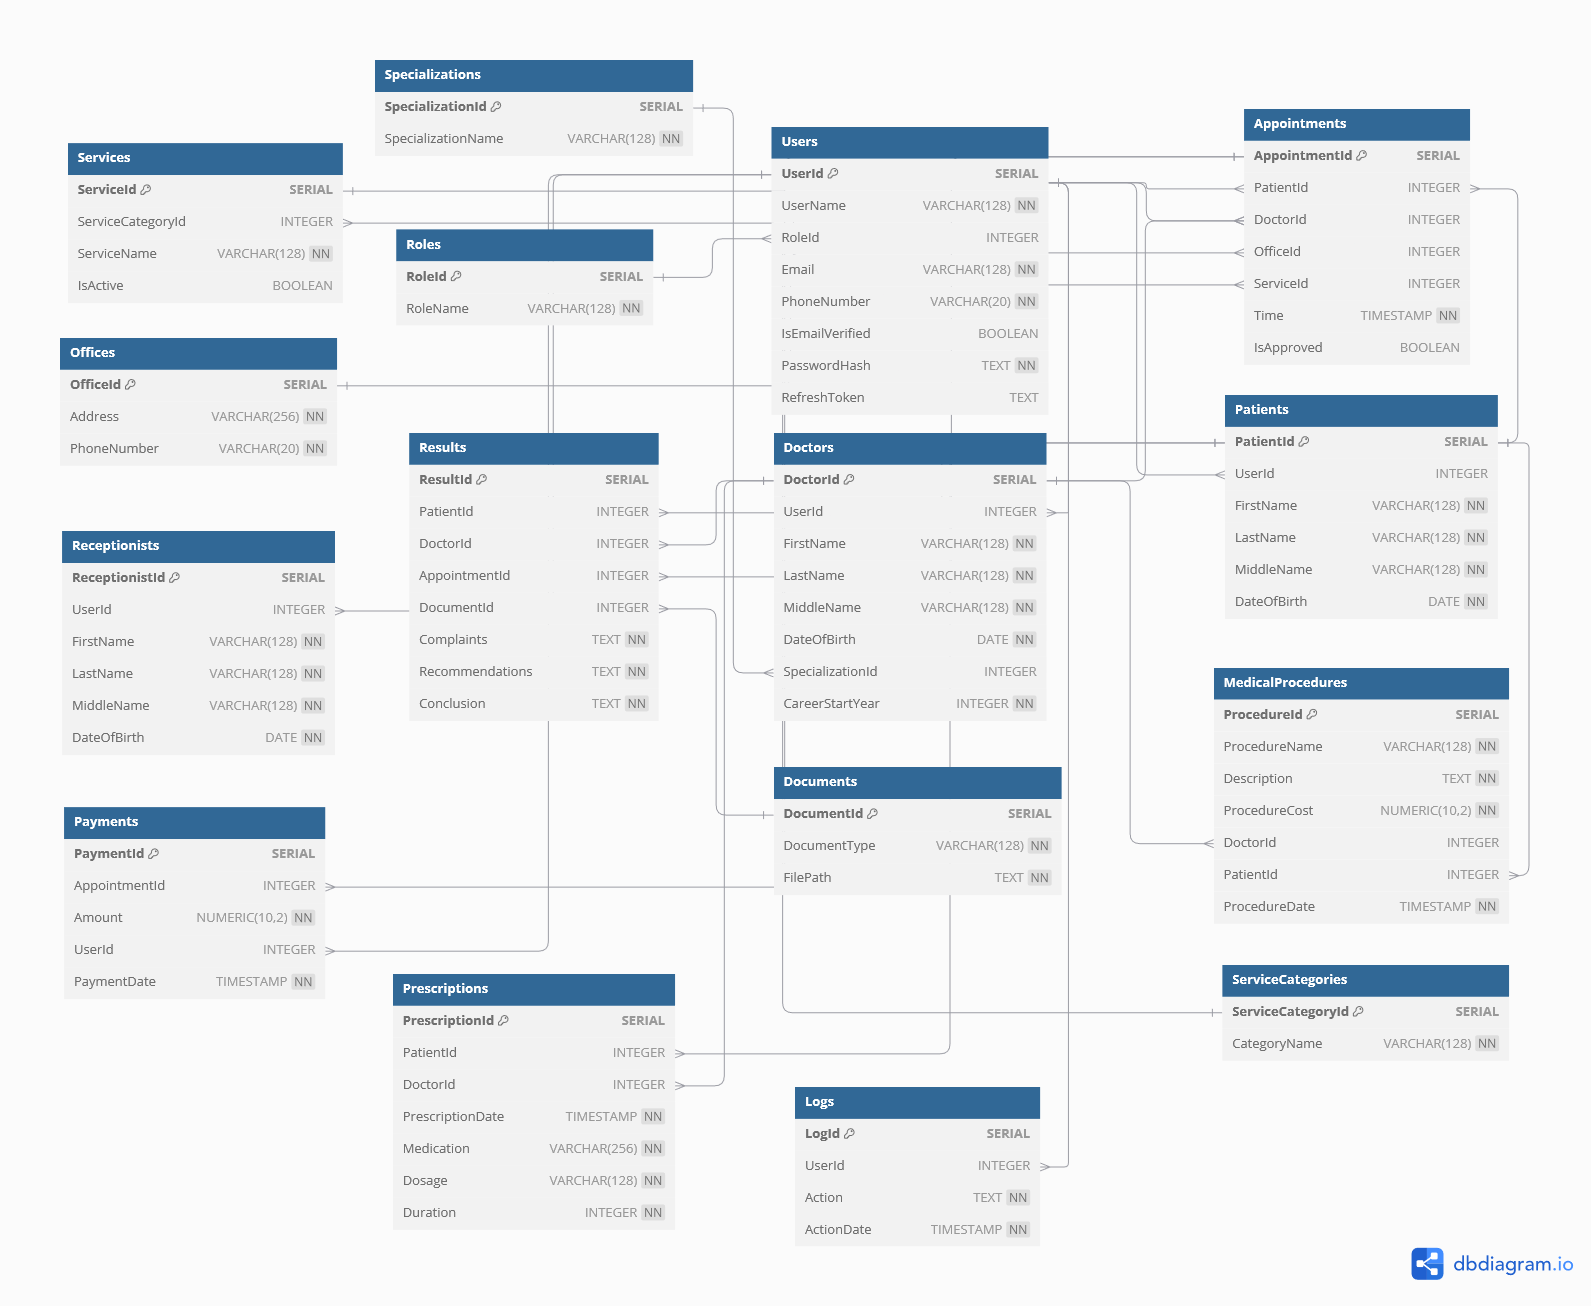 Specializations
SpecializationId SERIAL
SpecializationName VARCHAR(128) NN
Services
ServiceId SERIAL
ServiceCategoryId INTEGER
ServiceName VARCHAR(128) NN
IsActive BOOLEAN
Roles
RoleId SERIAL
RoleName VARCHAR(128) NN
Users
UserId SERIAL
UserName VARCHAR(128) NN
RoleId INTEGER
Email VARCHAR(128) NN
PhoneNumber VARCHAR(20) NN
IsEmailVerified BOOLEAN
PasswordHash TEXT NN
RefreshToken TEXT
Appointments
AppointmentId SERIAL
PatientId INTEGER
DoctorId INTEGER
OfficeId INTEGER
ServiceId INTEGER
Time TIMESTAMP NN
IsApproved BOOLEAN
Offices
OfficeId SERIAL
Address VARCHAR(256) NN
PhoneNumber VARCHAR(20) NN
Results
ResultId SERIAL
PatientId INTEGER
DoctorId INTEGER
AppointmentId INTEGER
DocumentId INTEGER
Complaints TEXT NN
Recommendations TEXT NN
Conclusion TEXT NN
Doctors
DoctorId SERIAL
UserId INTEGER
FirstName VARCHAR(128) NN
LastName VARCHAR(128) NN
MiddleName VARCHAR(128) NN
DateOfBirth DATE NN
SpecializationId INTEGER
CareerStartYear INTEGER NN
Patients
PatientId SERIAL
UserId INTEGER
FirstName VARCHAR(128) NN
LastName VARCHAR(128) NN
MiddleName VARCHAR(128) NN
DateOfBirth DATE NN
Receptionists
ReceptionistId SERIAL
UserId INTEGER
FirstName VARCHAR(128) NN
LastName VARCHAR(128) NN
MiddleName VARCHAR(128) NN
DateOfBirth DATE NN
MedicalProcedures
ProcedureId SERIAL
ProcedureName VARCHAR(128) NN
Description TEXT NN
ProcedureCost NUMERIC(10,2) NN
DoctorId INTEGER
PatientId INTEGER
ProcedureDate TIMESTAMP NN
Documents
DocumentId SERIAL
DocumentType VARCHAR(128) NN
FilePath TEXT NN
Payments
PaymentId SERIAL
AppointmentId INTEGER
Amount NUMERIC(10,2) NN
UserId INTEGER
PaymentDate TIMESTAMP NN
Prescriptions
PrescriptionId SERIAL
PatientId INTEGER
DoctorId INTEGER
PrescriptionDate TIMESTAMP NN
Medication VARCHAR(256) NN
Dosage VARCHAR(128) NN
Duration INTEGER NN
ServiceCategories
ServiceCategoryId SERIAL
CategoryName VARCHAR(128) NN
Logs
LogId SERIAL
UserId INTEGER
Action TEXT NN
ActionDate TIMESTAMP NN
dbdiagram.io